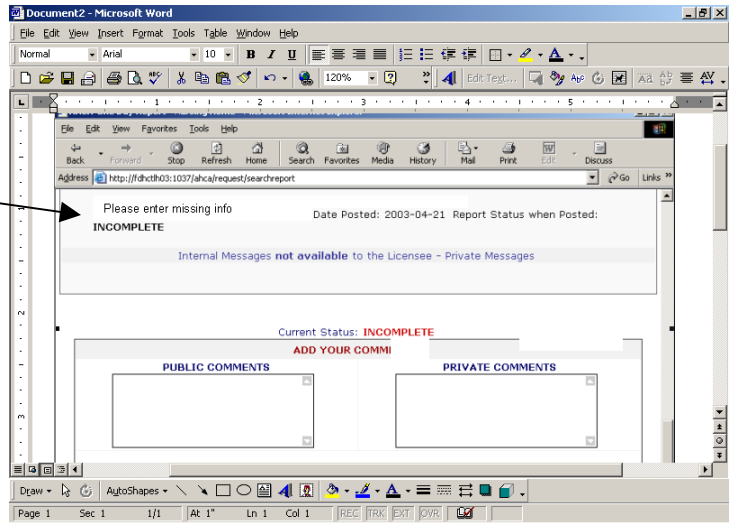 Document2 - Microsoft Word
File Edit View Insert Format Tools Table Window Help
Normal Arial 10 B I U
120% Edit Text...
1 2 3 4 5
File Edit View Favorites Tools Help
Back Forward Stop Refresh Home Search Favorites Media History Mail Print Edit Discuss
Address http://fdhctlh03:1037/ahca/request/searchreport Go Links »
Please enter missing info Date Posted: 2003-04-21 Report Status when Posted:
INCOMPLETE
Internal Messages not available to the Licensee - Private Messages
Current Status: INCOMPLETE
ADD YOUR COMM
PUBLIC COMMENTS PRIVATE COMMENTS
Draw AutoShapes
Page 1 Sec 1 1/1 At 1" Ln 1 Col 1 REC TRK EXT OVR